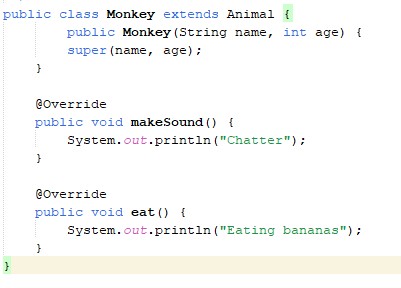 public class Monkey extends Animal {
public Monkey(String name, int age) {
super(name, age);
}
@Override
public void makeSound() {
System.out.println("Chatter");
}
@Override
public void eat() {
System.out.println("Eating bananas");
}
}